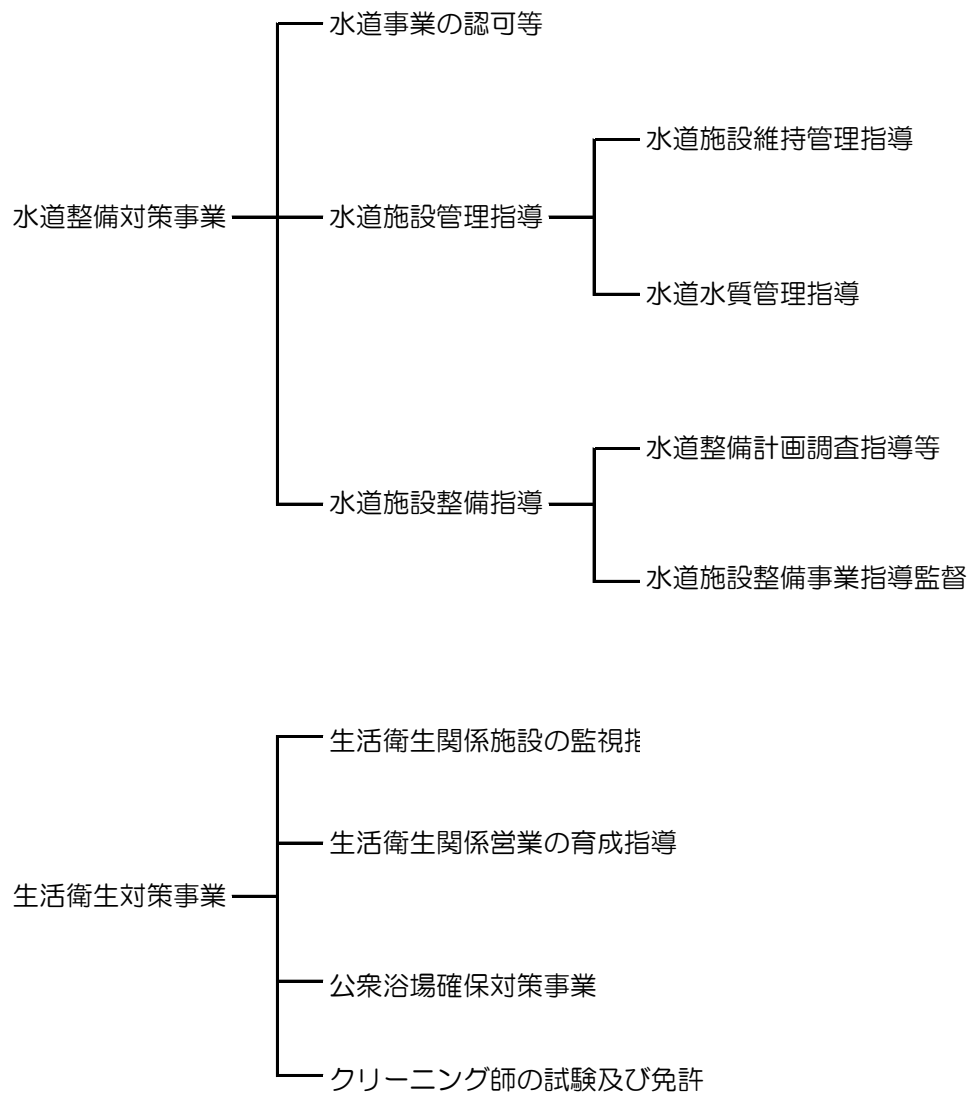 水道事業の認可等
水道施設維持管理指導
水道整備対策事業
水道施設管理指導
水道水質管理指導
水道整備計画調査指導等
水道施設整備指導
水道施設整備事業指導監督
生活衛生関係施設の監視指
生活衛生関係営業の育成指導
生活衛生対策事業
公衆浴場確保対策事業
クリーニング師の試験及び免許